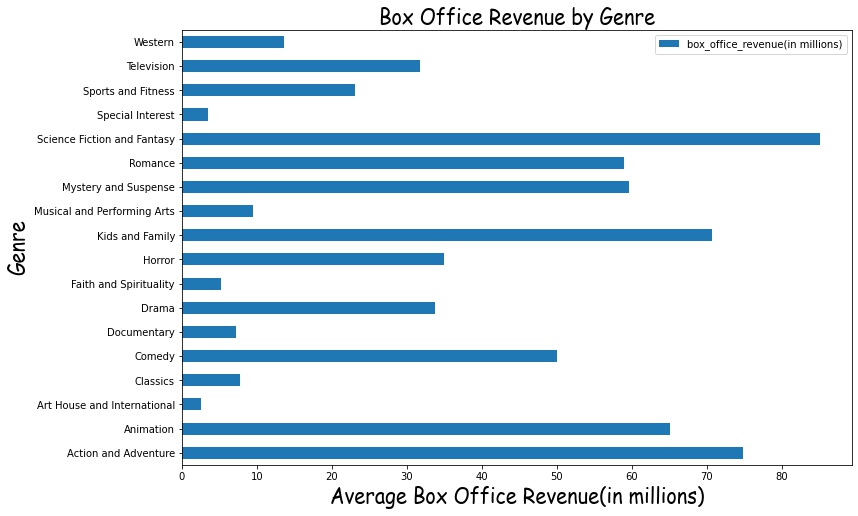 Box Office Revenue by Genre
box_office_revenue(in millions)
Western
Television
Sports and Fitness
Special Interest
Science Fiction and Fantasy
Romance
Mystery and Suspense
Musical and Performing Arts
Kids and Family
Horror
Faith and Spirituality
Drama
Documentary
Comedy
Classics
Art House and International
Animation
Action and Adventure
Genre
0 10 20 30 40 50 60 70 80
Average Box Office Revenue(in millions)